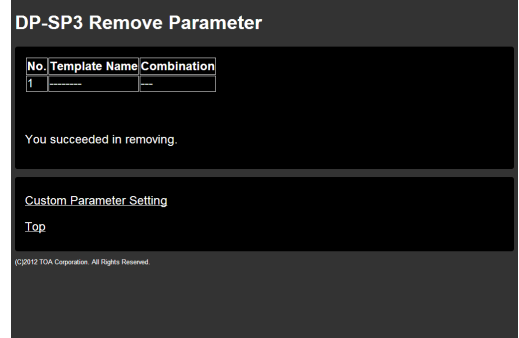 DP-SP3 Remove Parameter
No. Template Name Combination
1 -------- ---
You succeeded in removing.
Custom Parameter Setting
Top
(C)2012 TOA Corporation. All Rights Reserved.